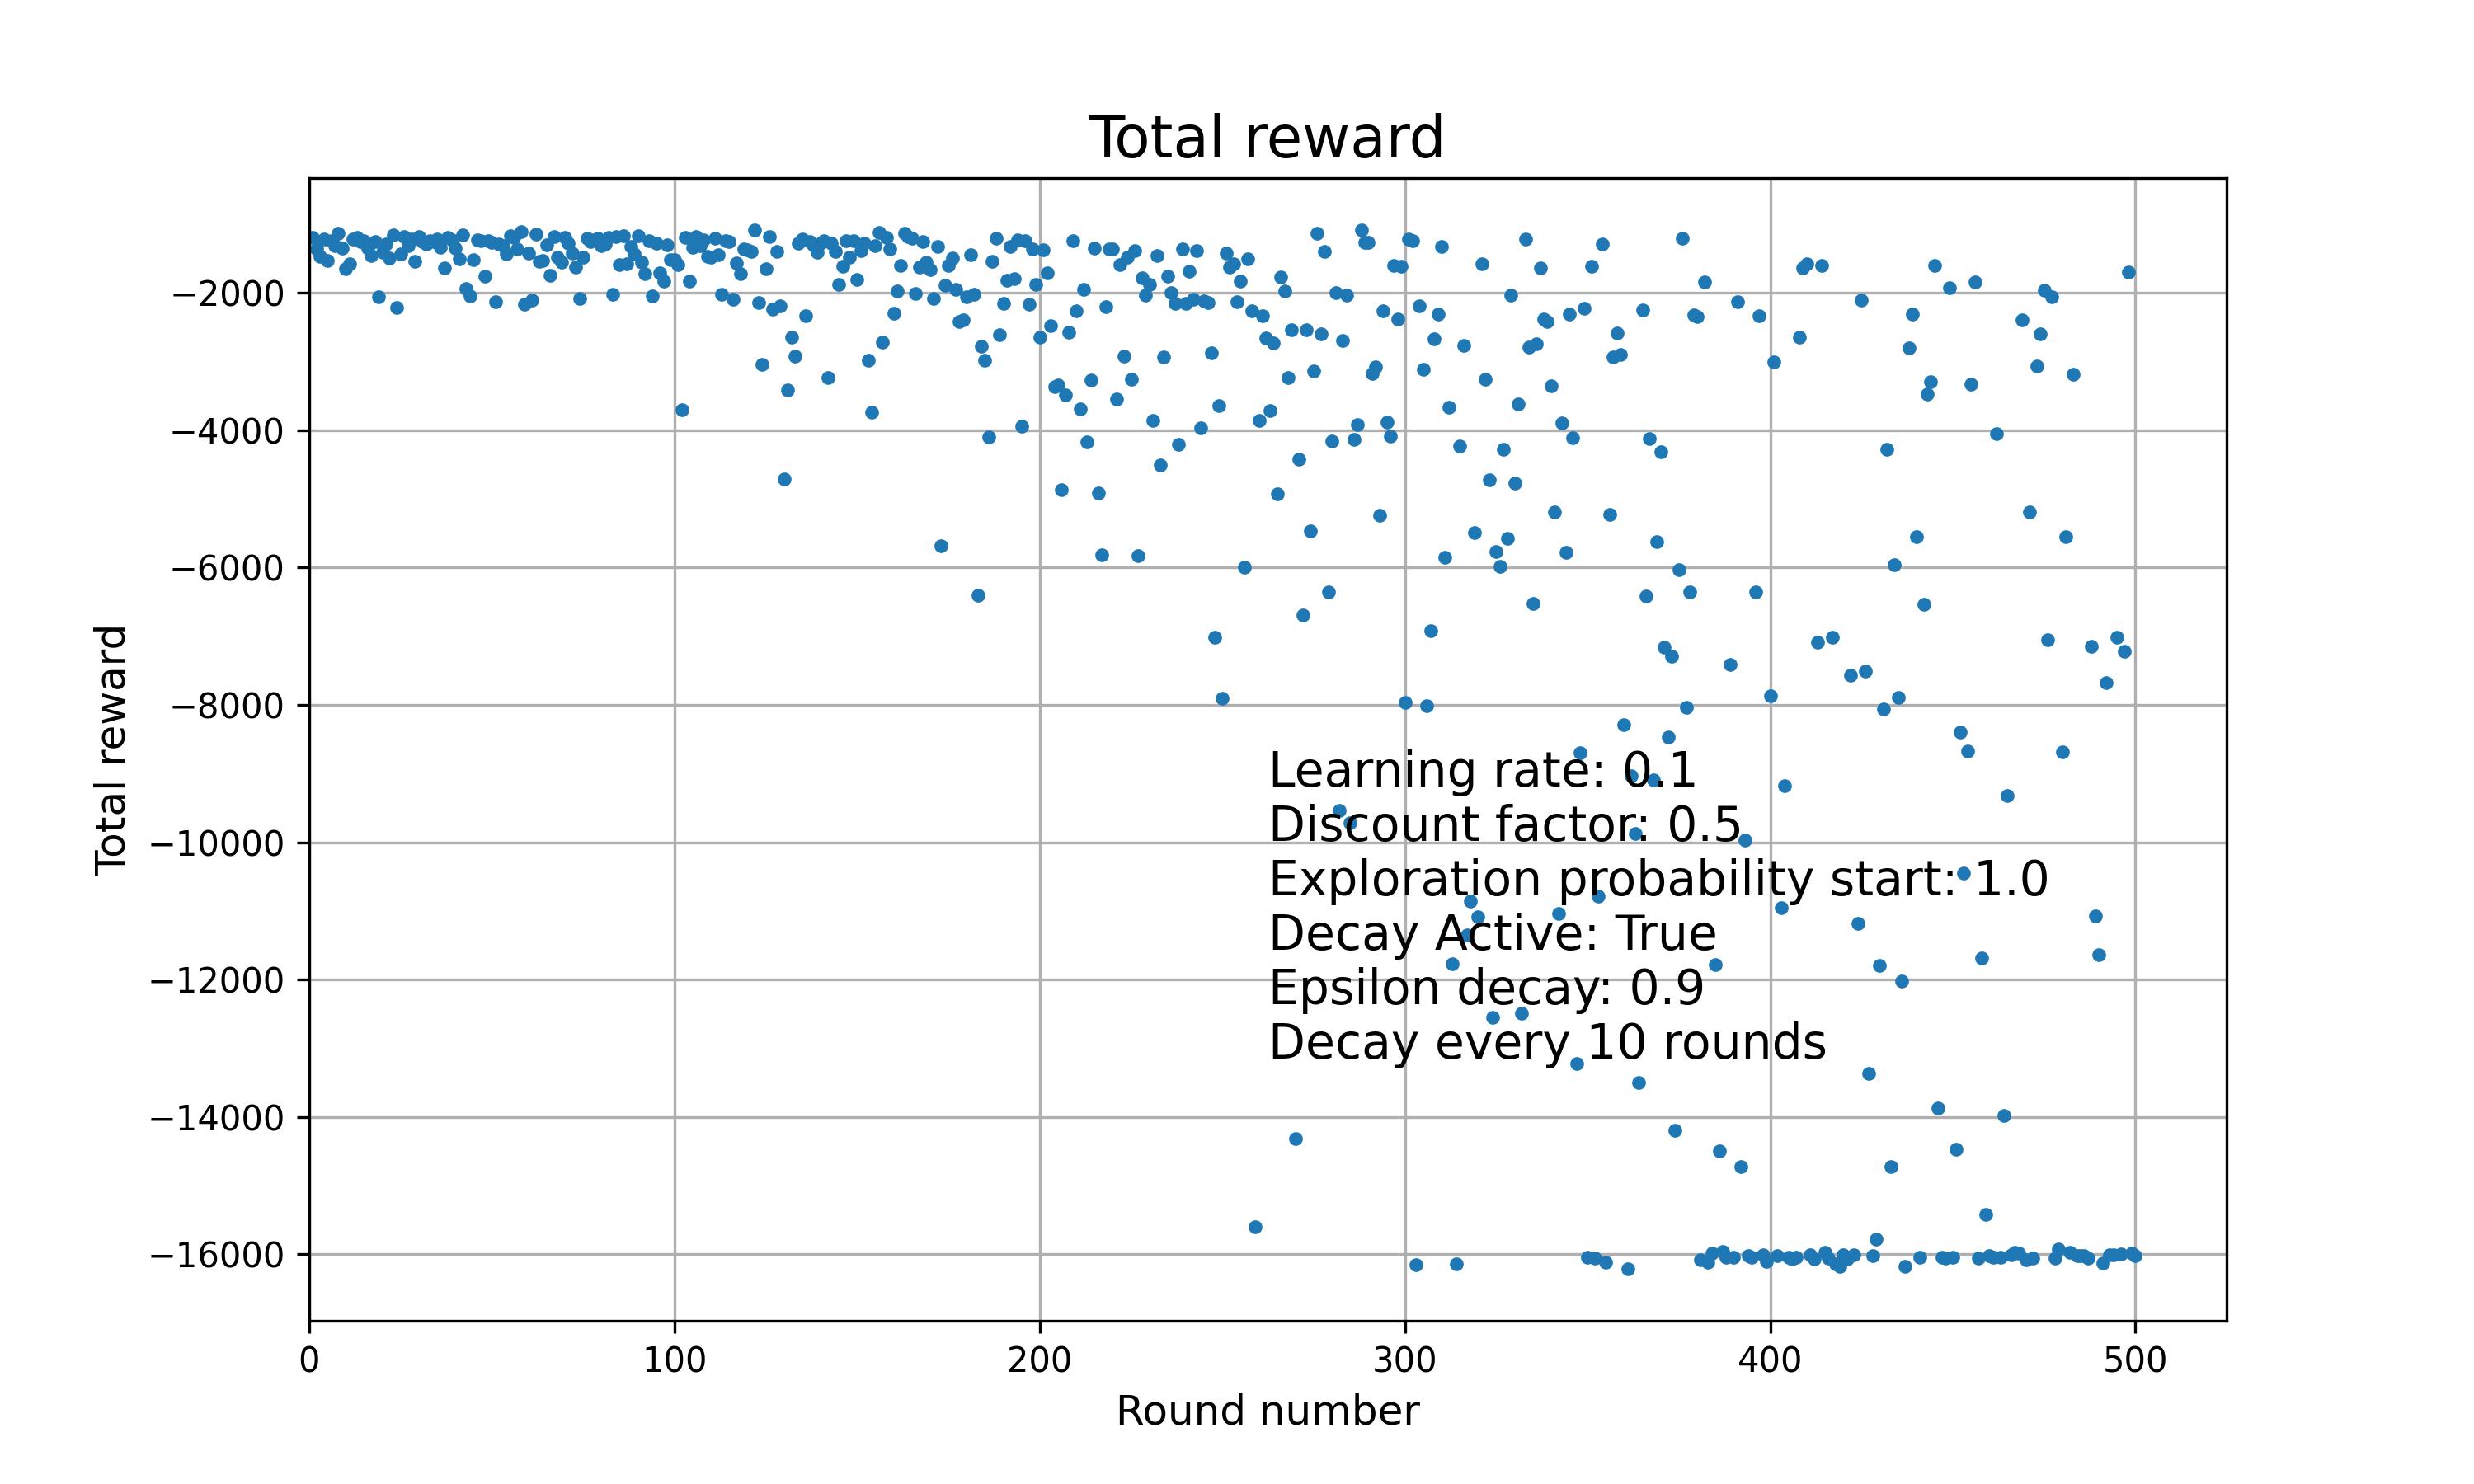 Total reward
Total reward
−2000
−4000
−6000
−8000
−10000
−12000
−14000
−16000
Learning rate: 0.1
Discount factor: 0.5
Exploration probability start: 1.0
Decay Active: True
Epsilon decay: 0.9
Decay every 10 rounds
0 100 200 300 400 500
Round number